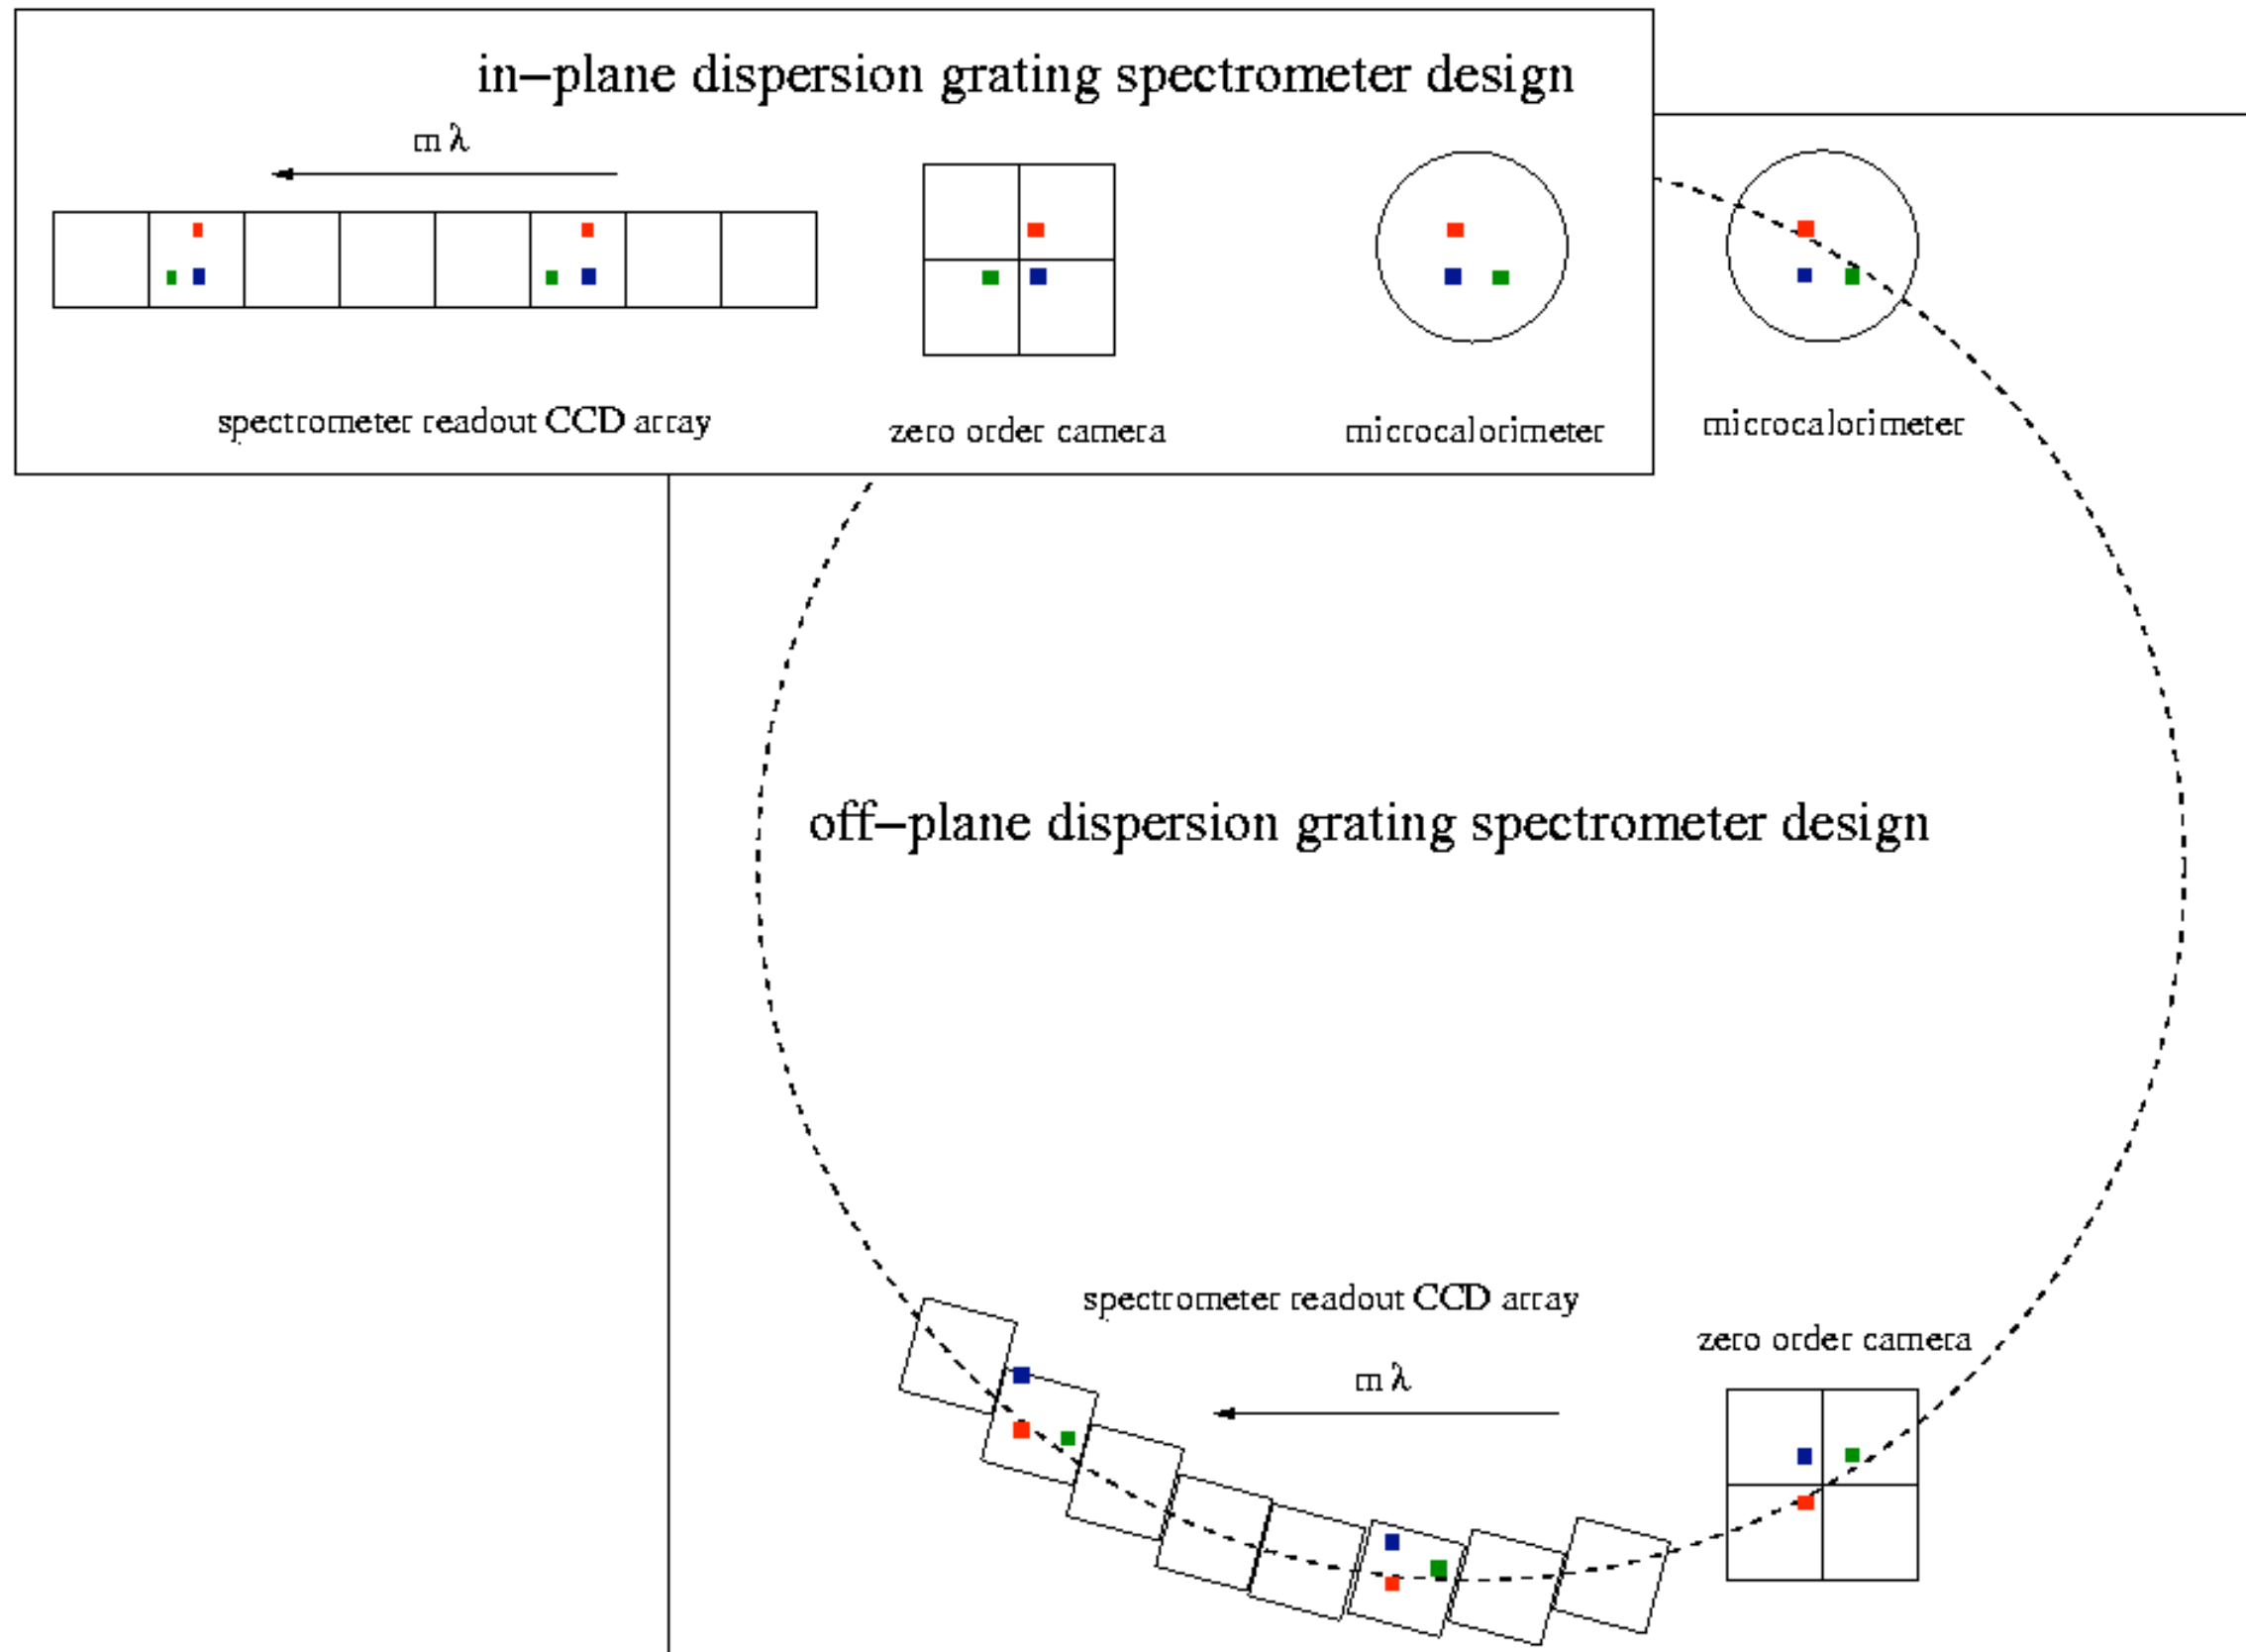 in–plane dispersion grating spectrometer design
m λ
spectrometer readout CCD array
zero order camera
microcalorimeter
microcalorimeter
off–plane dispersion grating spectrometer design
spectrometer readout CCD array
zero order camera
m λ